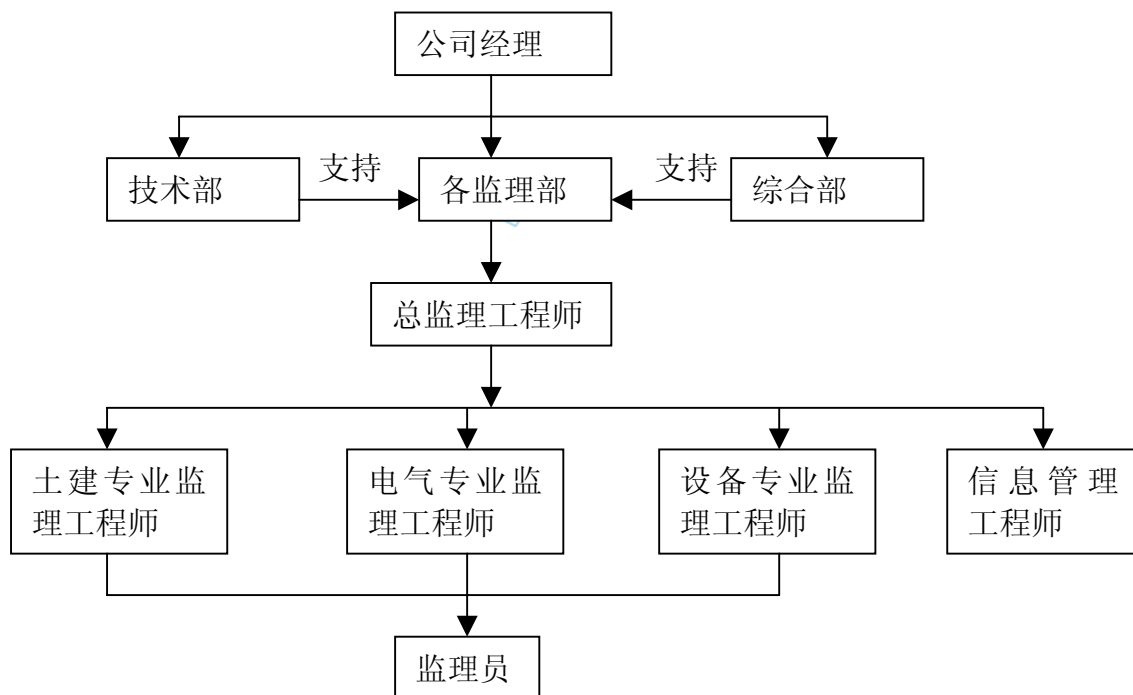 公司经理
支持
支持
技术部
各监理部
综合部
总监理工程师
土建专业监
理工程师
电气专业监
理工程师
设备专业监
理工程师
信息管理
工程师
监理员